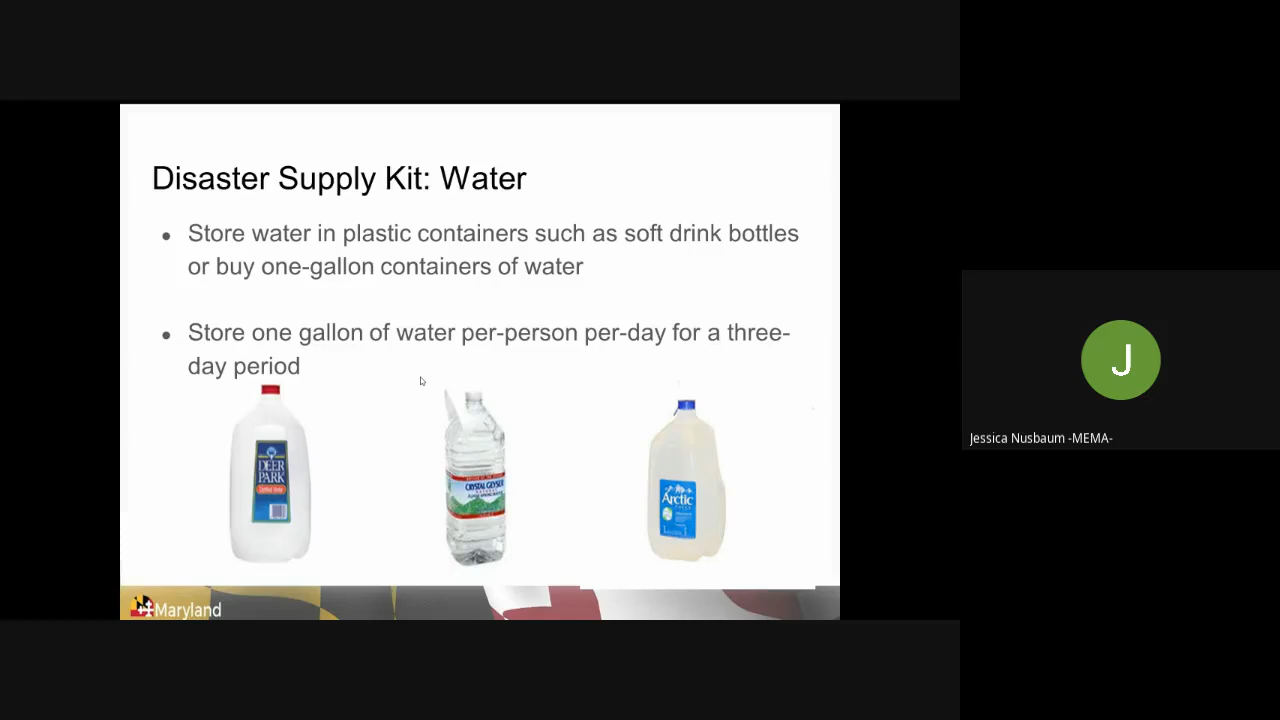 Disaster Supply Kit: Water
• Store water in plastic containers such as soft drink bottles
or buy one-gallon containers of water
• Store one gallon of water per-person per-day for a three-
day period
DEER
PARK
CRYSTAL GEYSER
Arctic
Maryland
J
Jessica Nusbaum -MEMA-